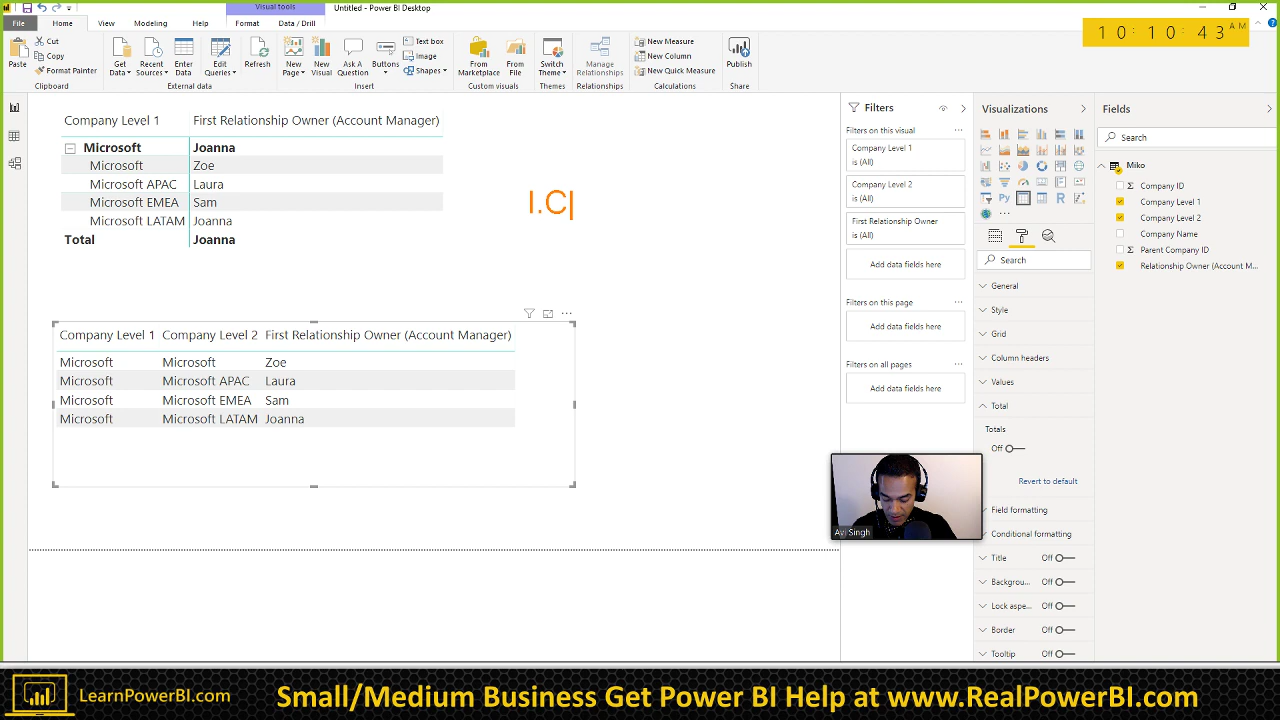 Visual tools
Untitled - Power BI Desktop
File Home View Modeling Help Format Data / Drill
Paste
Cut
Copy
Format Painter
Clipboard
Get Data
Recent Sources
Enter Data
Edit Queries
Refresh
External data
New Page
New Visual
Ask A Question
Buttons
Text box
Image
Shapes
Insert
From Marketplace
From File
Custom visuals
Switch Theme
Themes
Manage Relationships
Relationships
New Measure
New Column
New Quick Measure
Calculations
Publish
Share
10:10:43 AM
Company Level 1 First Relationship Owner (Account Manager)
Microsoft Joanna
Microsoft Zoe
Microsoft APAC Laura
Microsoft EMEA Sam
Microsoft LATAM Joanna
Total Joanna
I.C
Company Level 1 Company Level 2 First Relationship Owner (Account Manager)
Microsoft Microsoft Zoe
Microsoft Microsoft APAC Laura
Microsoft Microsoft EMEA Sam
Microsoft Microsoft LATAM Joanna
Filters
Filters on this visual
Company Level 1
is (All)
Company Level 2
is (All)
First Relationship Owner
is (All)
Add data fields here
Filters on this page
Add data fields here
Filters on all pages
Add data fields here
Avi Singh
Visualizations
Py
R
Search
General
Style
Grid
Column headers
Values
Total
Totals
Off
Revert to default
Field formatting
Conditional formatting
Title Off
Backgrou... Off
Lock aspe... Off
Border Off
Tooltip Off
Fields
Search
Miko
Company ID
Company Level 1
Company Level 2
Company Name
Parent Company ID
Relationship Owner (Account M...
LearnPowerBI.com
Small/Medium Business Get Power BI Help at www.RealPowerBI.com